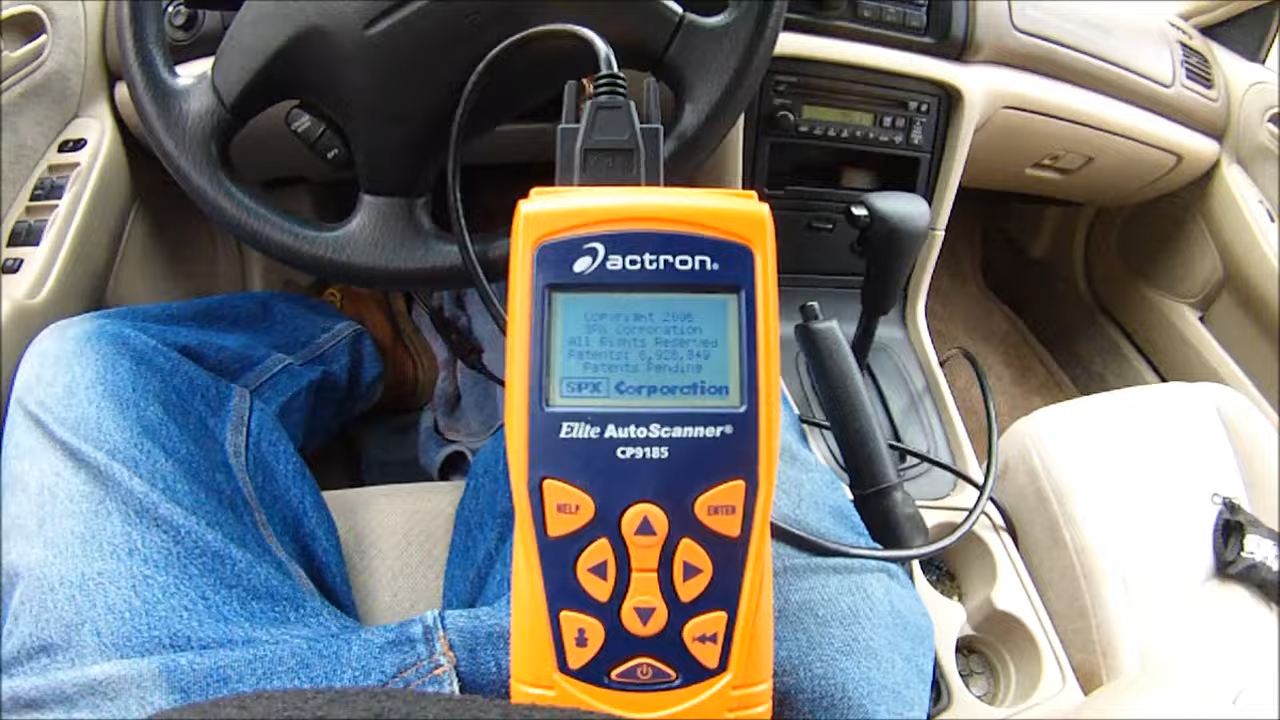 actron
Copyright 2006
SPX Corporation
All Rights Reserved
Patents: 6,928,349
Patents Pending
SPX Corporation
Elite AutoScanner®
CP9185
HELP
ENTER